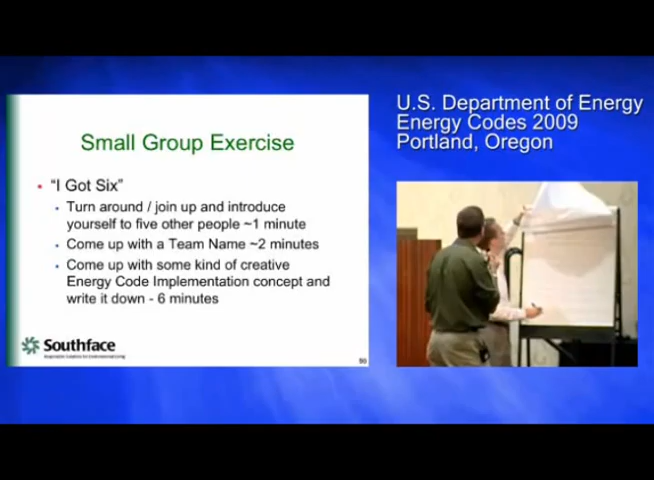 Small Group Exercise
• "I Got Six"
• Turn around / join up and introduce
yourself to five other people ~1 minute
• Come up with a Team Name ~2 minutes
• Come up with some kind of creative
Energy Code Implementation concept and
write it down - 6 minutes
Southface
U.S. Department of Energy
Energy Codes 2009
Portland, Oregon